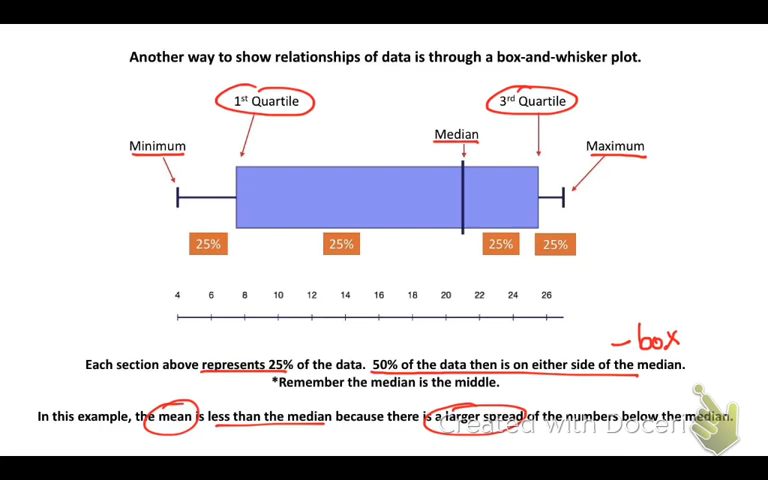 Another way to show relationships of data is through a box-and-whisker plot.
1st Quartile
3rd Quartile
Median
Minimum
Maximum
25%
25%
25%
25%
4 6 8 10 12 14 16 18 20 22 24 26
-box
Each section above represents 25% of the data. 50% of the data then is on either side of the median.
*Remember the median is the middle.
In this example, the mean is less than the median because there is a larger spread of the numbers below the median.
Created with Doceri